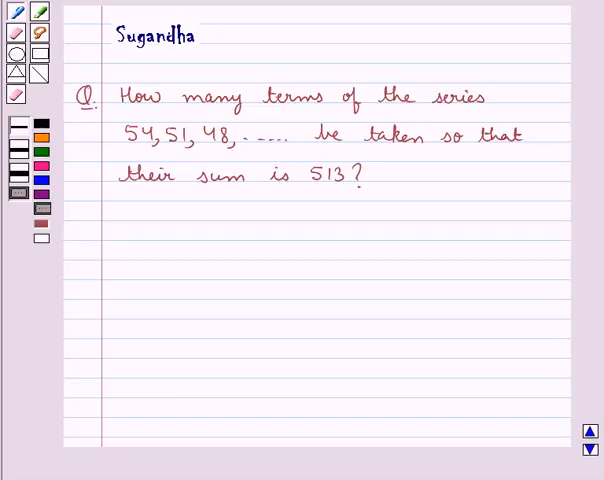 Sugandha
Q. How many terms of the series
54, 51, 48, ...... be taken so that
their sum is 513?